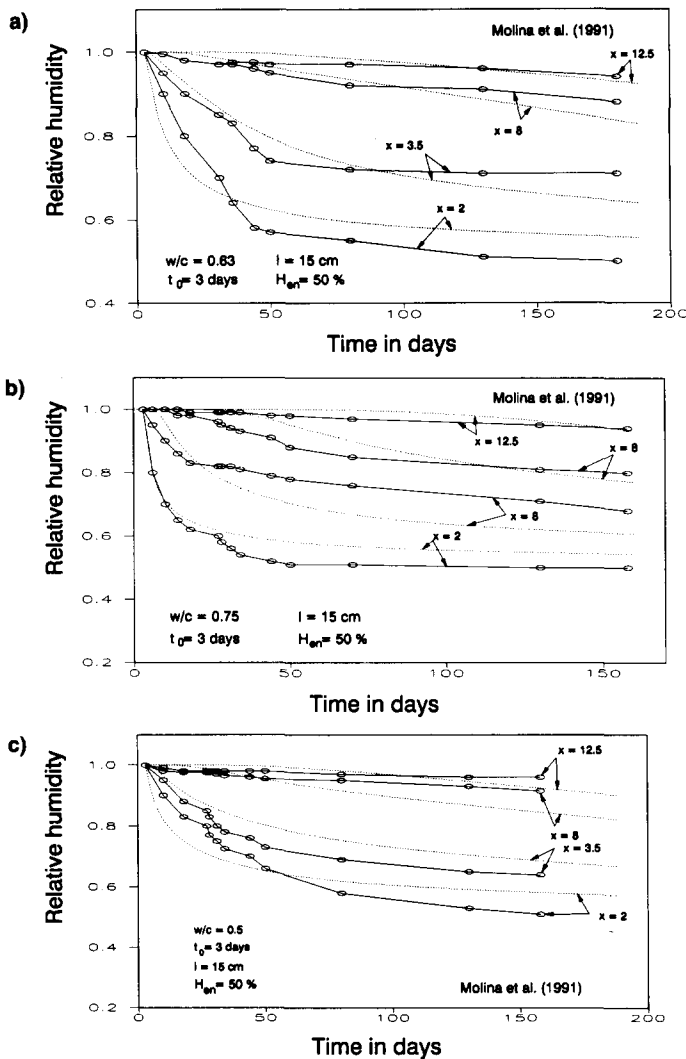 a)
Molina et al. (1991)
Relative humidity
1.0
0.8
0.6
0.4
x = 12.5
x = 8
x = 3.5
x = 2
w/c = 0.63
l = 15 cm
t0= 3 days
Hen= 50 %
0
50
100
150
200
Time in days
b)
Molina et al. (1991)
Relative humidity
1.0
0.8
0.6
0.4
0.2
x = 12.5
x = 8
x = 8
x = 2
w/c = 0.75
l = 15 cm
t0= 3 days
Hen= 50 %
0
50
100
150
Time in days
c)
Relative humidity
1.0
0.8
0.6
0.4
0.2
x = 12.5
x = 8
x = 3.5
x = 2
w/c = 0.5
t0= 3 days
l = 15 cm
Hen= 50 %
Molina et al. (1991)
0
50
100
150
200
Time in days